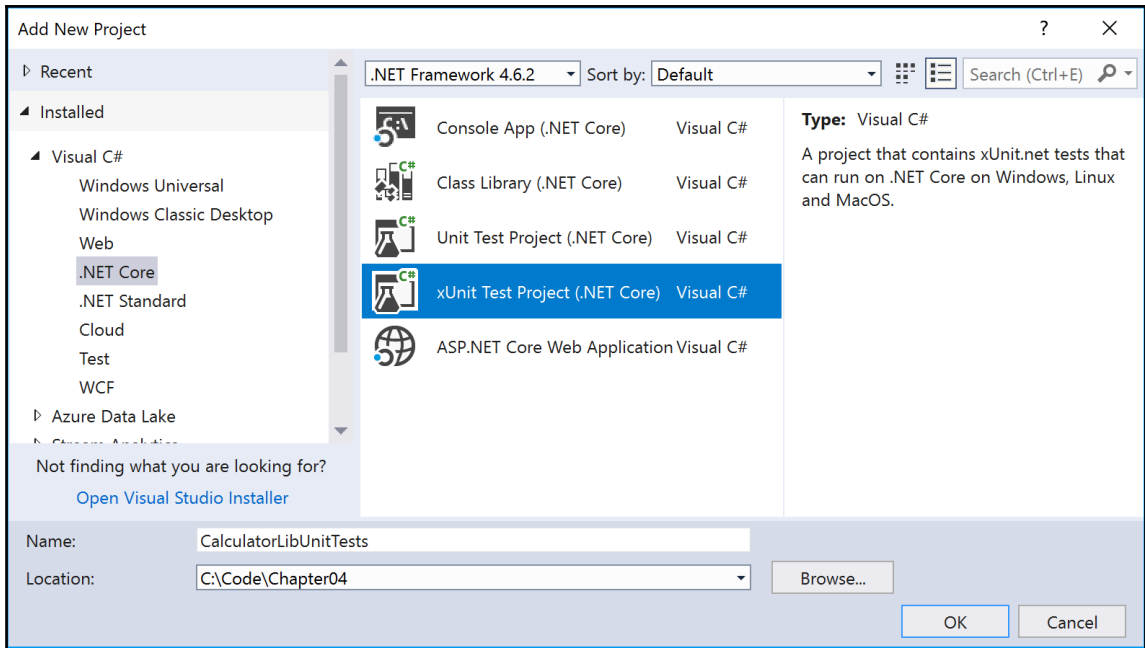 Add New Project
?
Recent
Installed
Visual C#
Windows Universal
Windows Classic Desktop
Web
.NET Core
.NET Standard
Cloud
Test
WCF
Azure Data Lake
Stream Analytics
Not finding what you are looking for?
Open Visual Studio Installer
.NET Framework 4.6.2 Sort by: Default Search (Ctrl+E)
Console App (.NET Core) Visual C#
Class Library (.NET Core) Visual C#
Unit Test Project (.NET Core) Visual C#
xUnit Test Project (.NET Core) Visual C#
ASP.NET Core Web Application Visual C#
Type: Visual C#
A project that contains xUnit.net tests that
can run on .NET Core on Windows, Linux
and MacOS.
Name: CalculatorLibUnitTests
Location: C:\Code\Chapter04
Browse...
OK Cancel